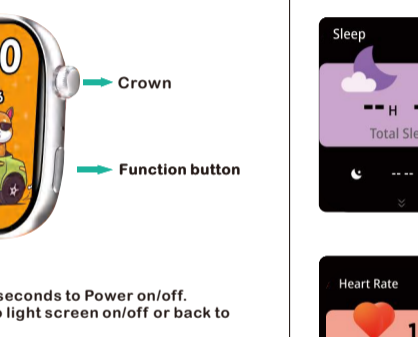 Crown
Function button
seconds to Power on/off.
light screen on/off or back to
Sleep
-- H
Total
-- --
Heart Rate